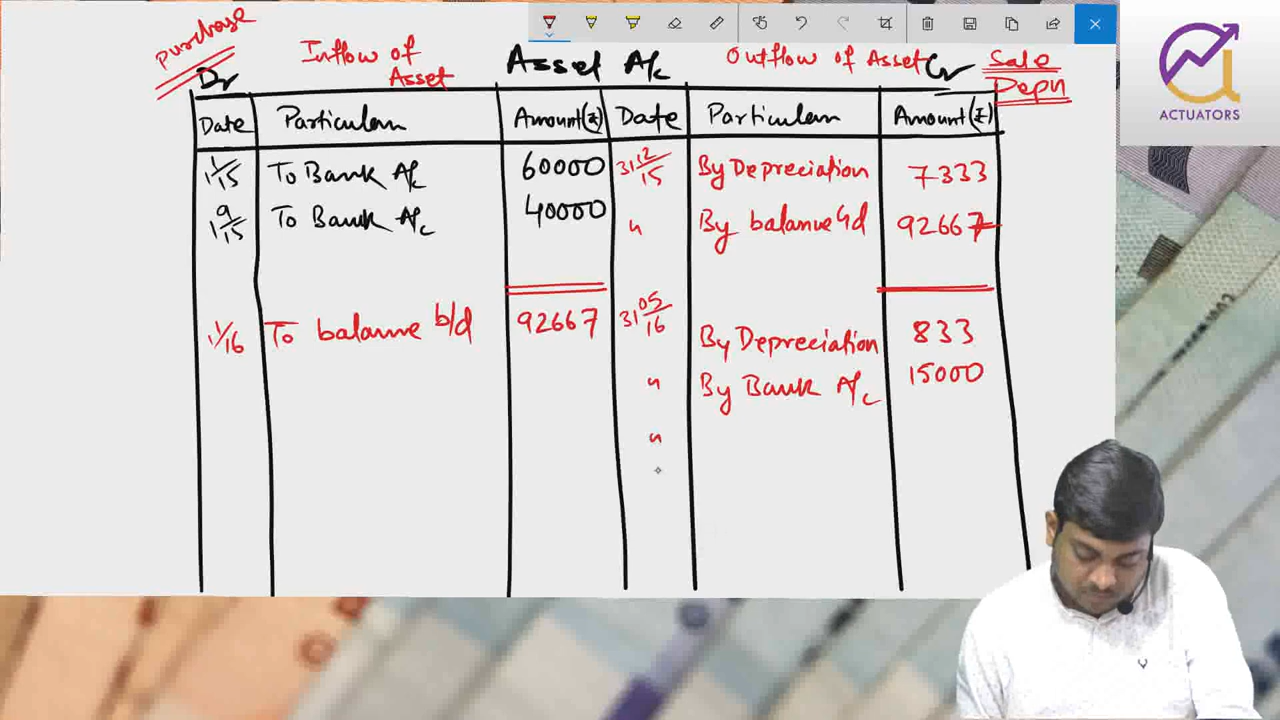 purchase
Inflow of
Asset
Asset A/c
Outflow of Asset
Sale
Depn
Dr
Cr
Date Particulars Amount(₹) Date Particulars Amount(₹)
1/1/15 To Bank A/c 60000 31/12/15 By Depreciation 7333
1/9/15 To Bank A/c 40000 " By balance c/d 92667
1/1/16 To balance b/d 92667 31/05/16 By Depreciation 833
" By Bank A/c 15000
"
ACTUATORS